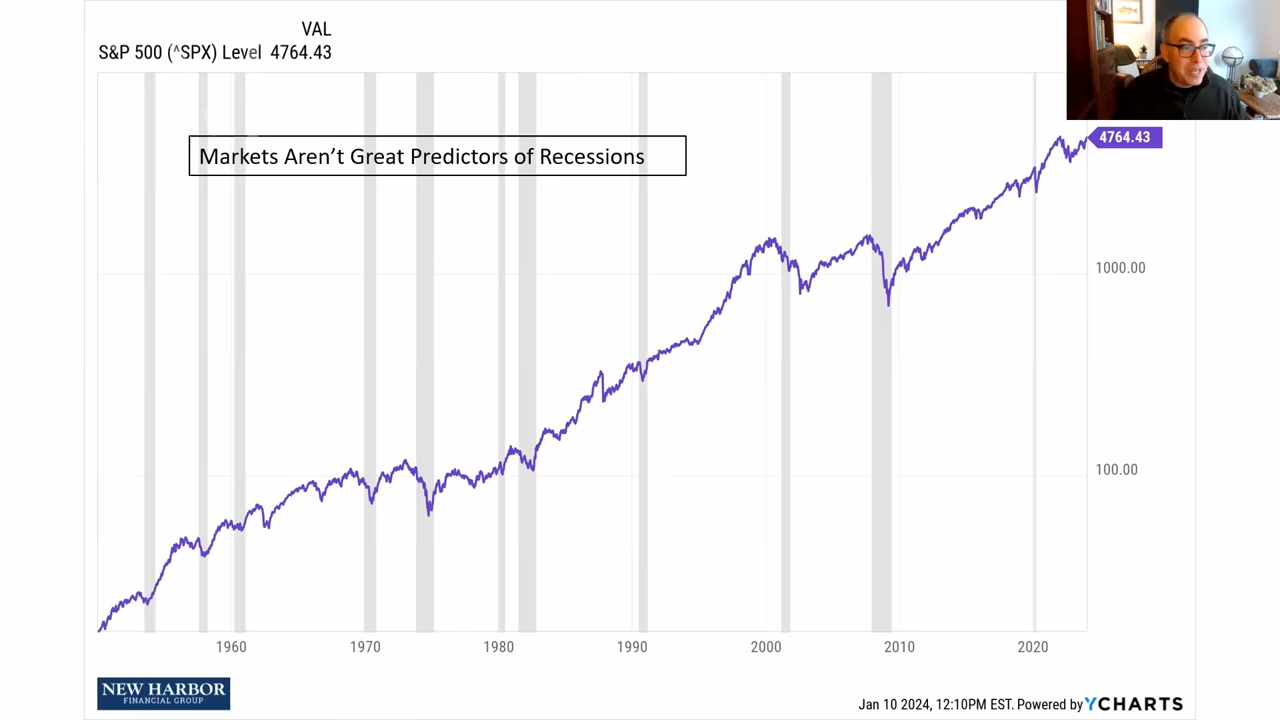 VAL
S&P 500 (^SPX) Level 4764.43
Markets Aren’t Great Predictors of Recessions
4764.43
1000.00
100.00
1960 1970 1980 1990 2000 2010 2020
NEW HARBOR
FINANCIAL GROUP
Jan 10 2024, 12:10PM EST. Powered by YCHARTS